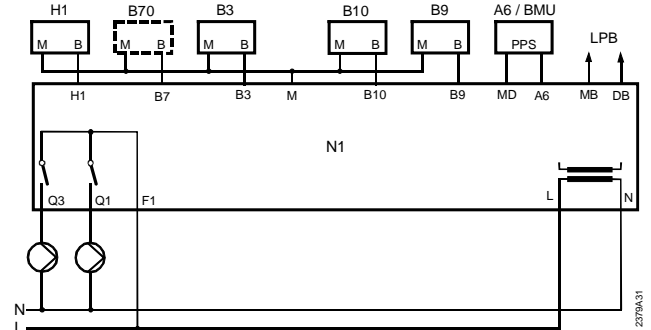 H1 B70 B3 B10 B9 A6 / BMU
LPB
M B M B M B M B M B PPS
H1 B7 B3 M B10 B9 MD A6 MB DB
N1
Q3 Q1 F1 L N
N
L
2379A31